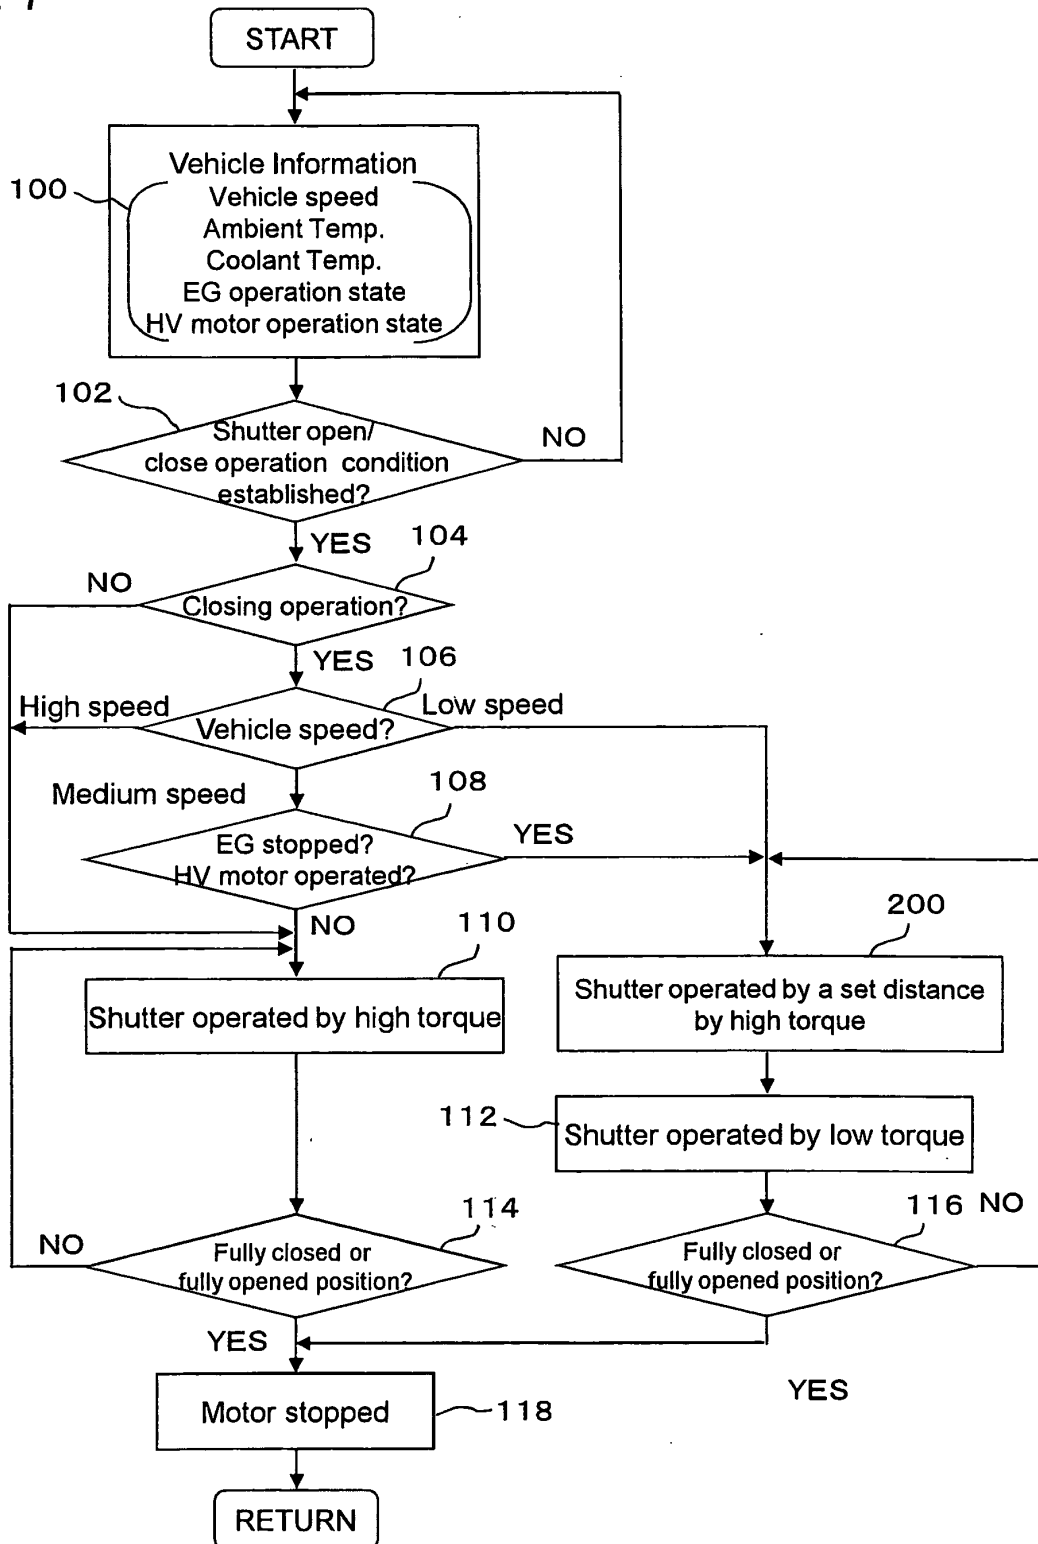 START
Vehicle Information
100
Vehicle speed
Ambient Temp.
Coolant Temp.
EG operation state
HV motor operation state
102
Shutter open/
close operation condition
established?
NO
YES
104
NO
Closing operation?
YES
106
High speed
Vehicle speed?
Low speed
Medium speed
108
EG stopped?
HV motor operated?
YES
NO
110
200
Shutter operated by high torque
Shutter operated by a set distance
by high torque
112
Shutter operated by low torque
114
116
NO
NO
Fully closed or
fully opened position?
Fully closed or
fully opened position?
YES
YES
Motor stopped
118
RETURN